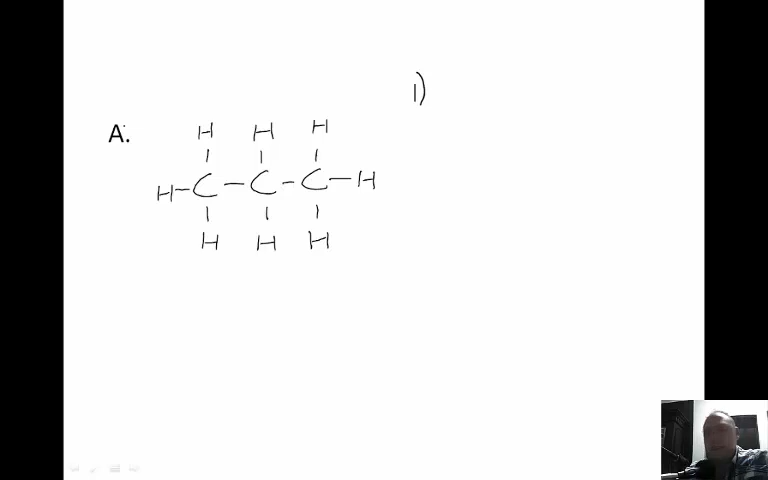 1)
A.
H H H
H-C-C-C-H
H H H